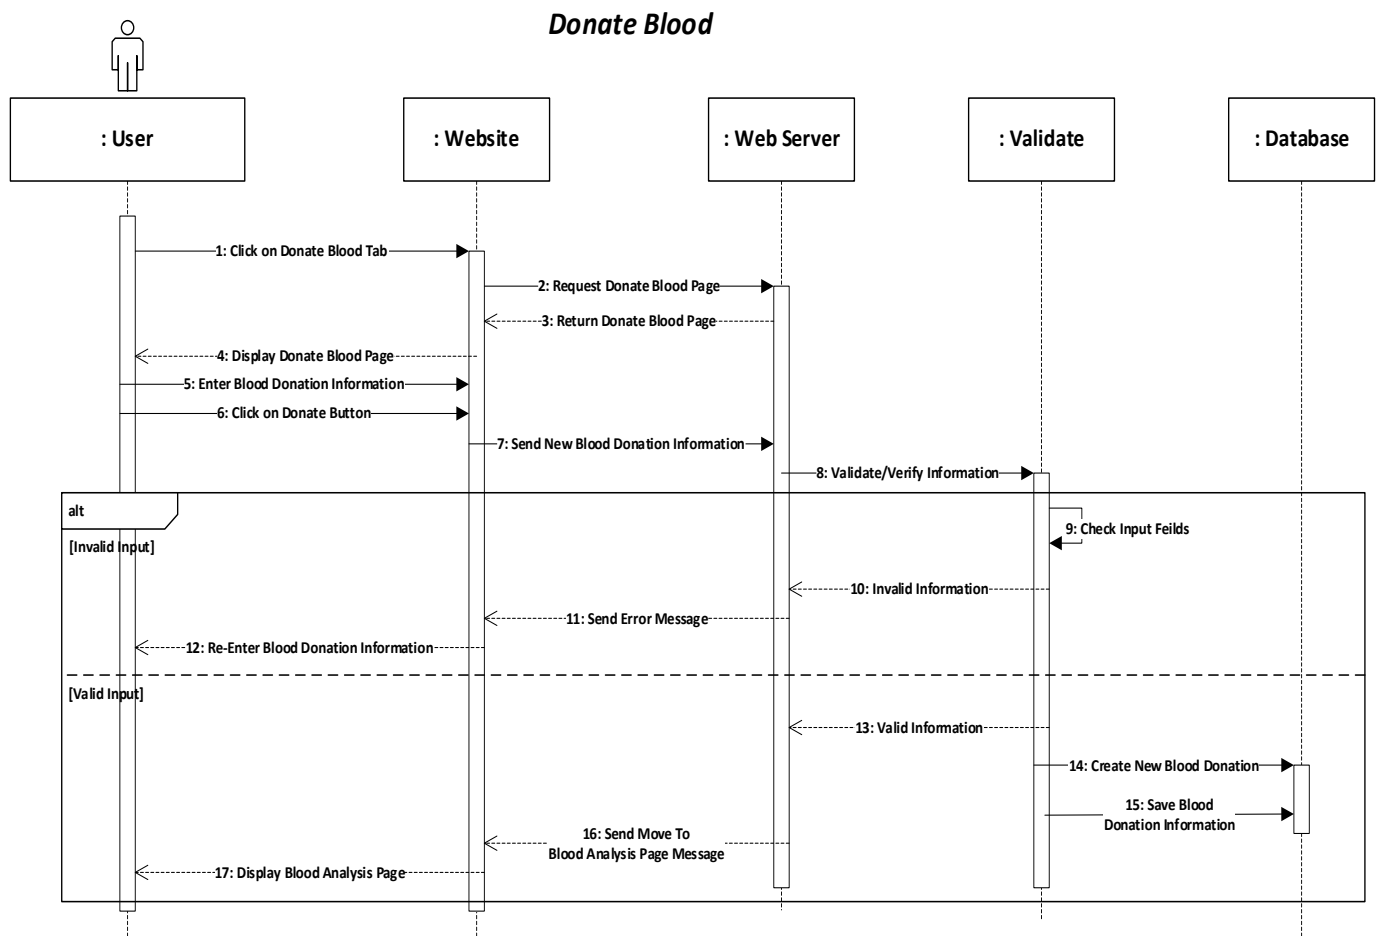 Donate Blood
: User
: Website
: Web Server
: Validate
: Database
1: Click on Donate Blood Tab
2: Request Donate Blood Page
3: Return Donate Blood Page
4: Display Donate Blood Page
5: Enter Blood Donation Information
6: Click on Donate Button
7: Send New Blood Donation Information
8: Validate/Verify Information
alt
9: Check Input Feilds
[Invalid Input]
10: Invalid Information
11: Send Error Message
12: Re-Enter Blood Donation Information
[Valid Input]
13: Valid Information
14: Create New Blood Donation
15: Save Blood
Donation Information
16: Send Move To
Blood Analysis Page Message
17: Display Blood Analysis Page